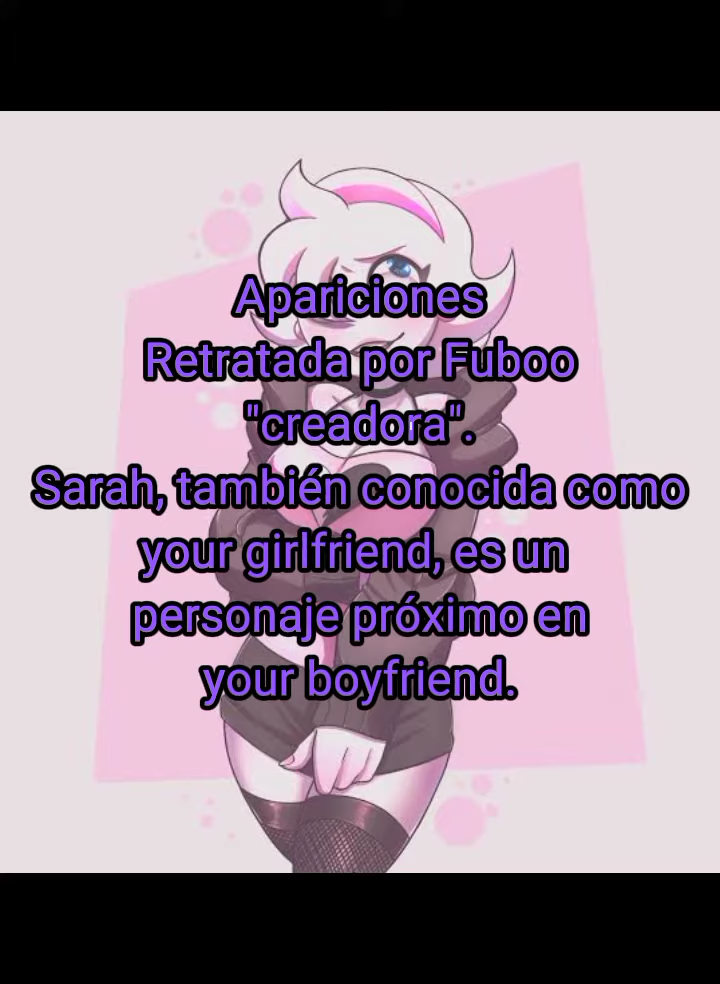 Apariciones
Retratada por Fuboo
"creadora".
Sarah, también conocida como
your girlfriend, es un
personaje próximo en
your boyfriend.